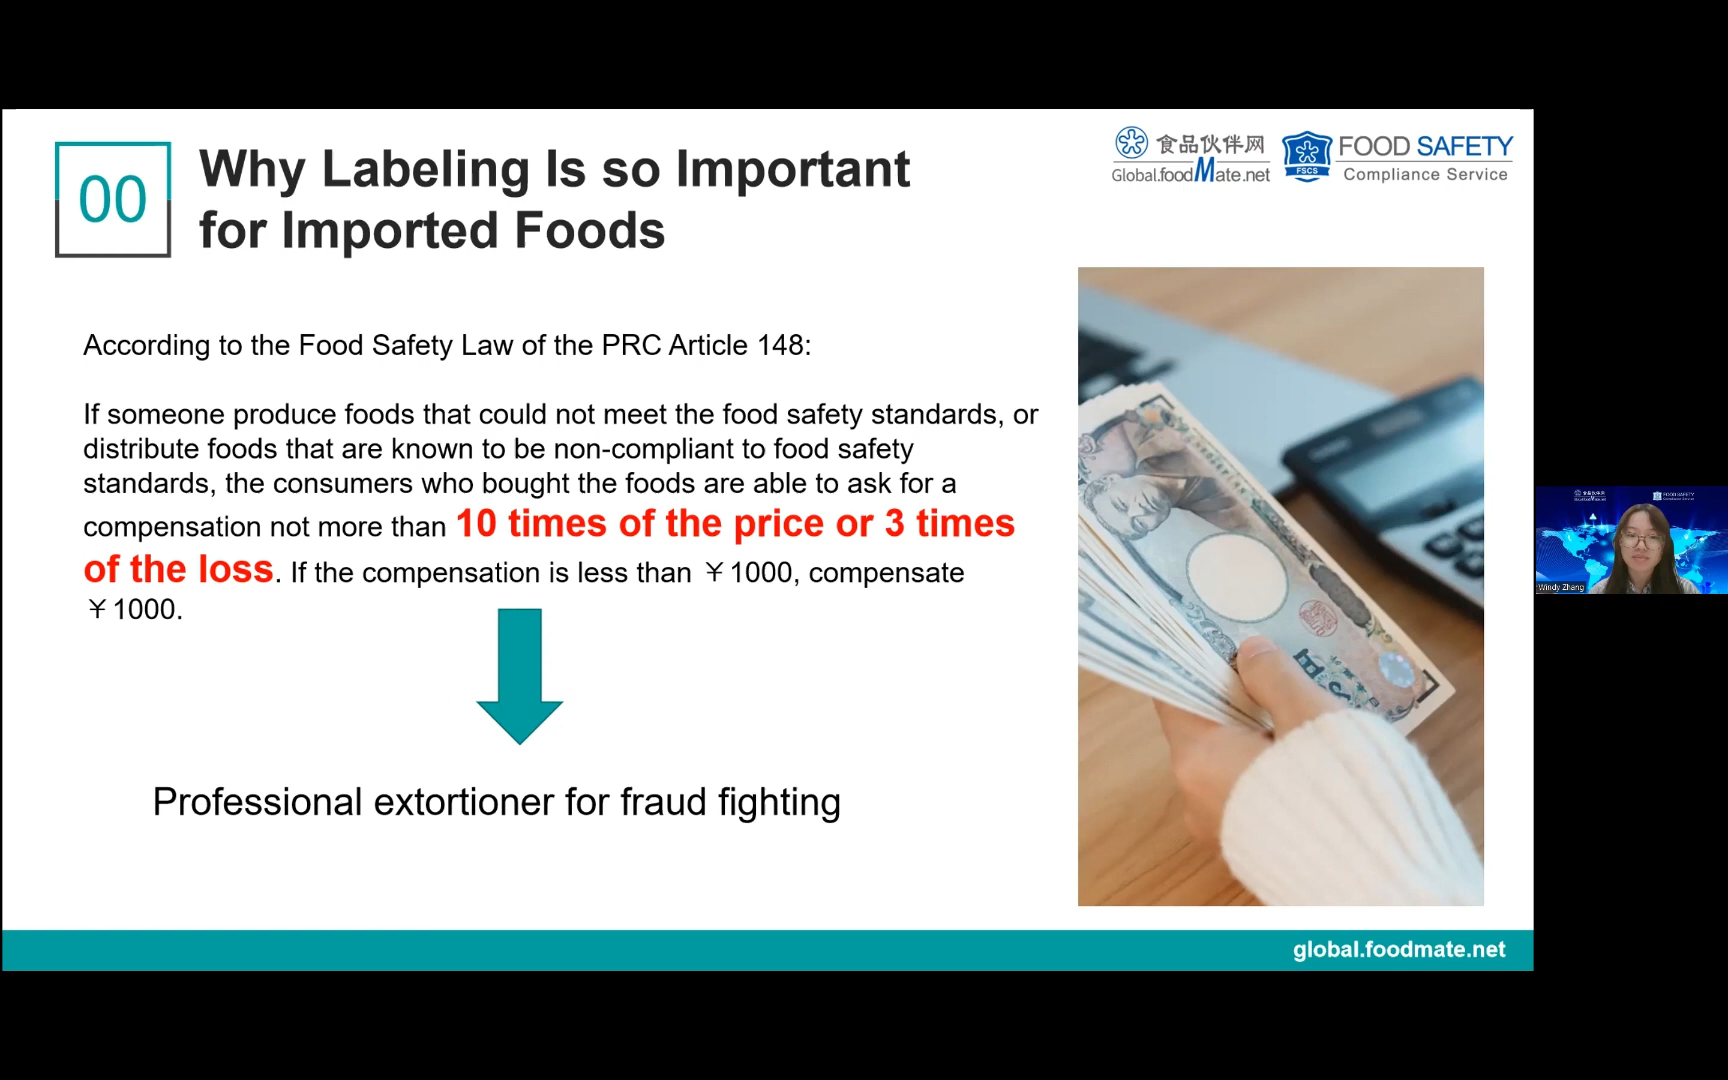 00
Why Labeling Is so Important
for Imported Foods
食品伙伴网
Global.foodMate.net
FSCS
FOOD SAFETY
Compliance Service
According to the Food Safety Law of the PRC Article 148:
If someone produce foods that could not meet the food safety standards, or
distribute foods that are known to be non-compliant to food safety
standards, the consumers who bought the foods are able to ask for a
compensation not more than 10 times of the price or 3 times
of the loss. If the compensation is less than ￥1000, compensate
￥1000.
Professional extortioner for fraud fighting
global.foodmate.net
Windy Zhang